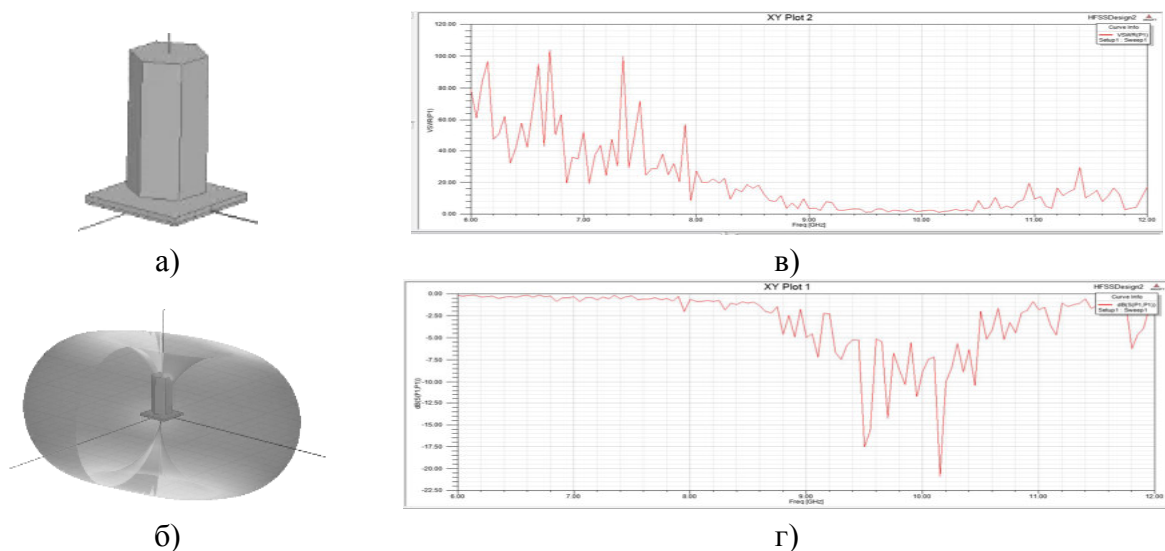 XY Plot 2
HFSSDesign2
Curve Info
VSWR(P1)
Setup1 : Sweep1
120.00
100.00
80.00
60.00
40.00
20.00
0.00
VSWR(P1)
6.00 7.00 8.00 9.00 10.00 11.00 12.00
Freq [GHz]
а)
в)
XY Plot 1
HFSSDesign2
Curve Info
dB(S(P1,P1))
Setup1 : Sweep1
0.00
-2.50
-5.00
-7.50
-10.00
-12.50
-15.00
-17.50
-20.00
-22.50
dB(S(P1,P1))
6.00 7.00 8.00 9.00 10.00 11.00 12.00
Freq [GHz]
б)
г)